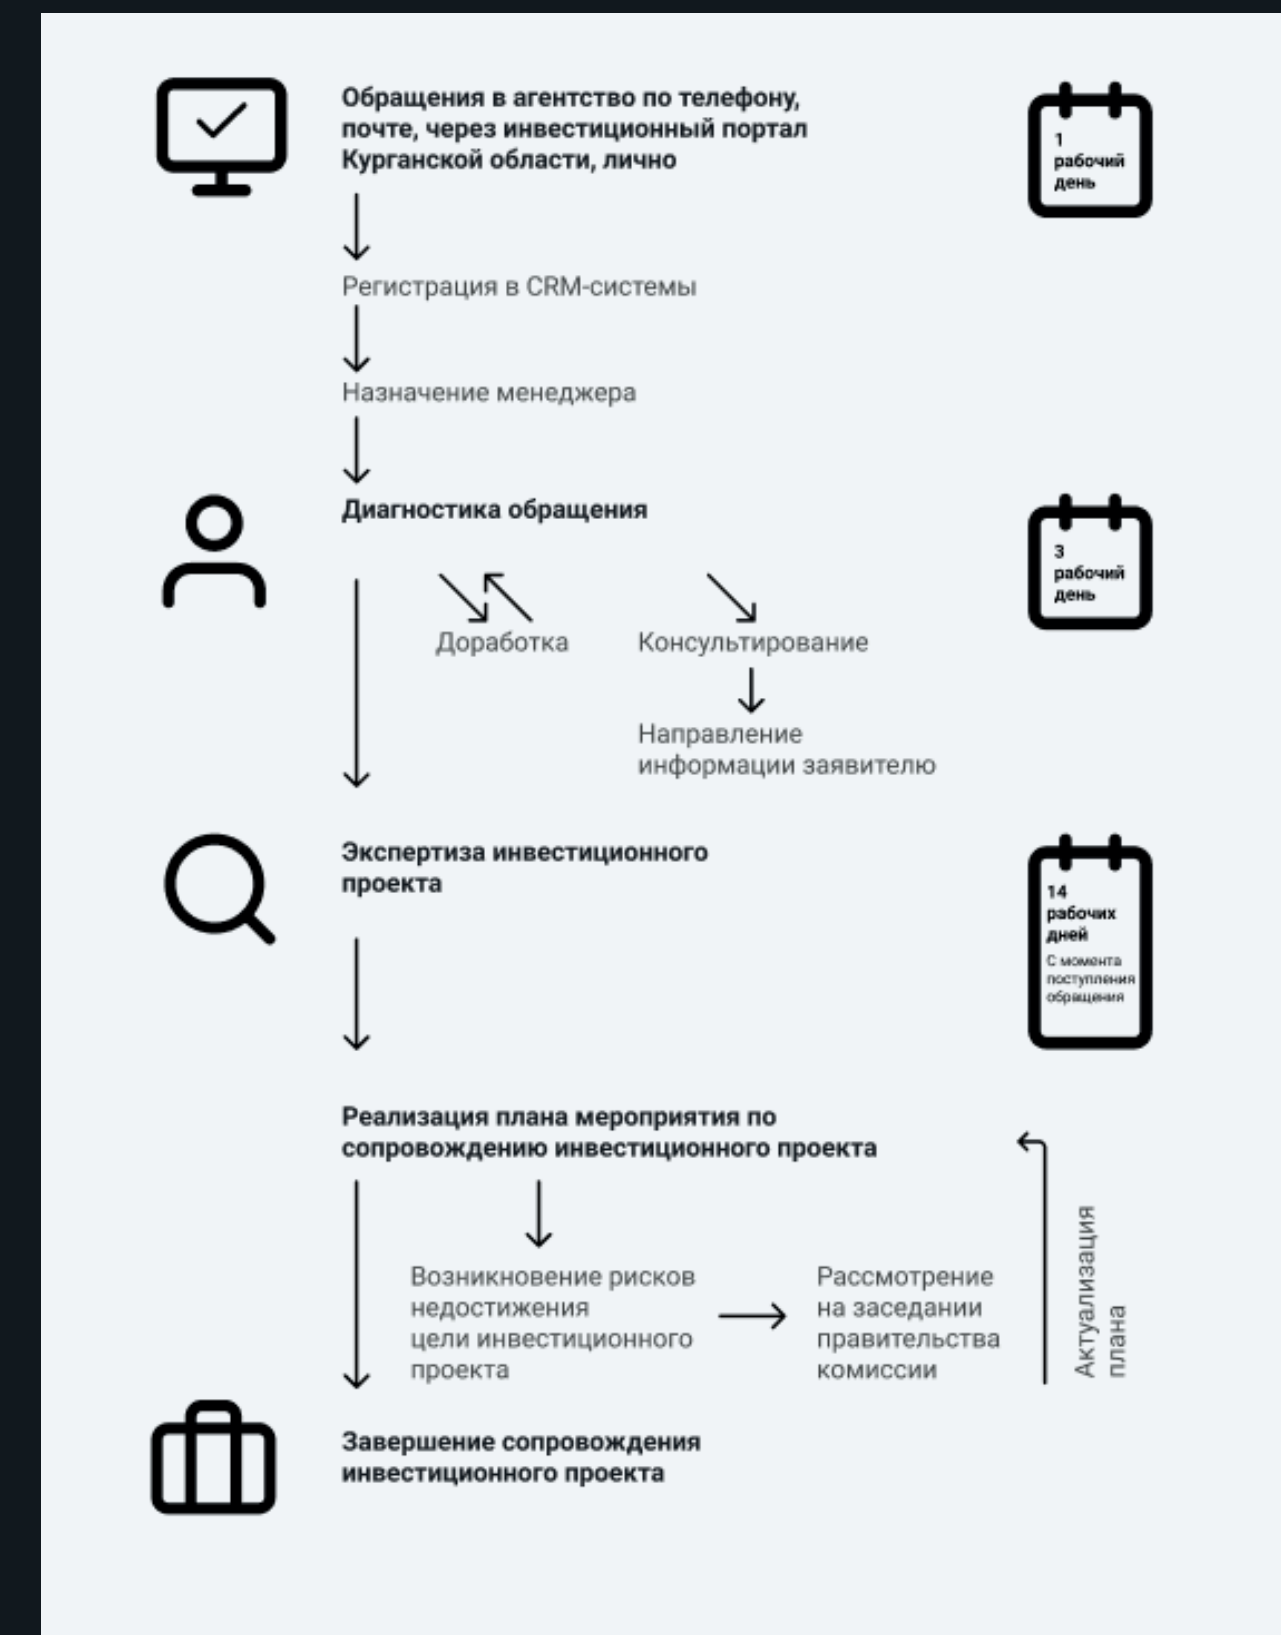 Обращения в агентство по телефону,
почте, через инвестиционный портал
Курганской области, лично
1
рабочий
день
Регистрация в CRM-системы
Назначение менеджера
Диагностика обращения
3
рабочий
день
Доработка
Консультирование
Направление
информации заявителю
Экспертиза инвестиционного
проекта
14
рабочих
дней
С момента
поступления
обращения
Реализация плана мероприятия по
сопровождению инвестиционного проекта
Возникновение рисков
недостижения
цели инвестиционного
проекта
Рассмотрение
на заседании
правительства
комиссии
Актуализация
плана
Завершение сопровождения
инвестиционного проекта